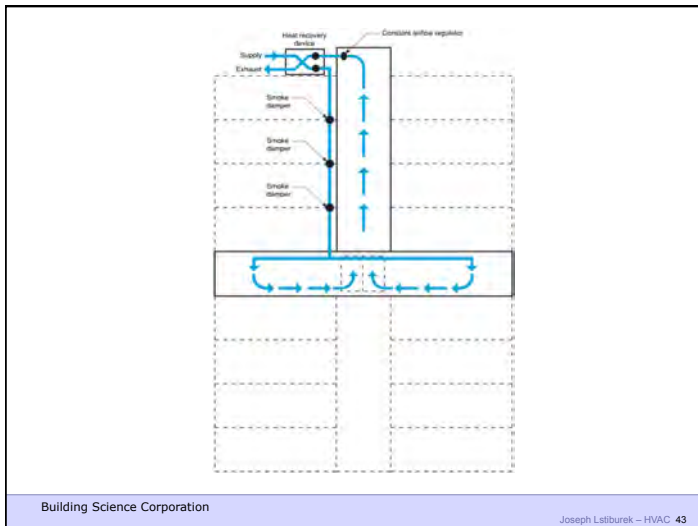 Heat recovery
device
Constant airflow regulator
Supply
Exhaust
Smoke
damper
Smoke
damper
Smoke
damper
Building Science Corporation
Joseph Lstiburek – HVAC 43